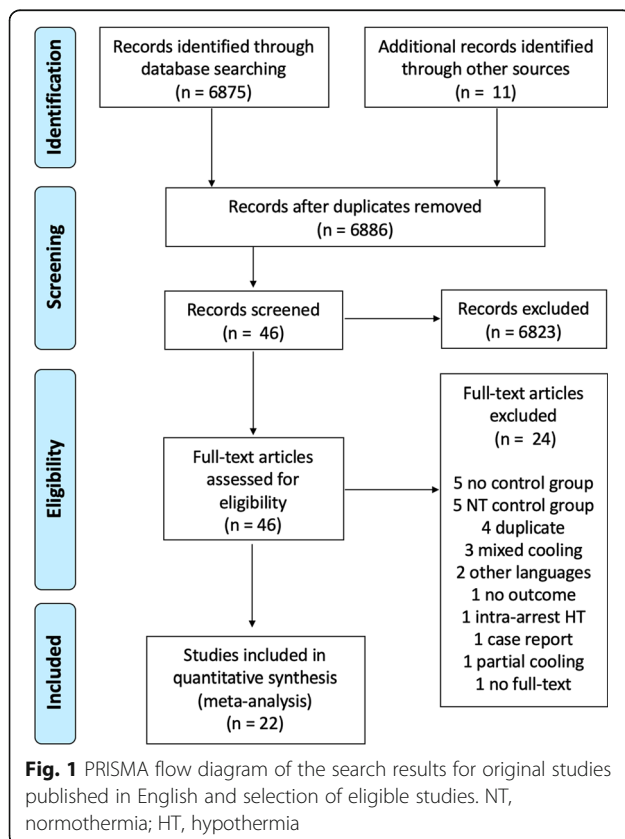 Identification
Records identified through
database searching
(n = 6875)
Additional records identified
through other sources
(n = 11)
Screening
Records after duplicates removed
(n = 6886)
Records screened
(n = 46)
Records excluded
(n = 6823)
Eligibility
Full-text articles
assessed for
eligibility
(n = 46)
Full-text articles
excluded
(n = 24)
5 no control group
5 NT control group
4 duplicate
3 mixed cooling
2 other languages
1 no outcome
1 intra-arrest HT
1 case report
1 partial cooling
1 no full-text
Included
Studies included in
quantitative synthesis
(meta-analysis)
n = 22)
Fig. 1 PRISMA flow diagram of the search results for original studies
published in English and selection of eligible studies. NT,
normothermia; HT, hypothermia